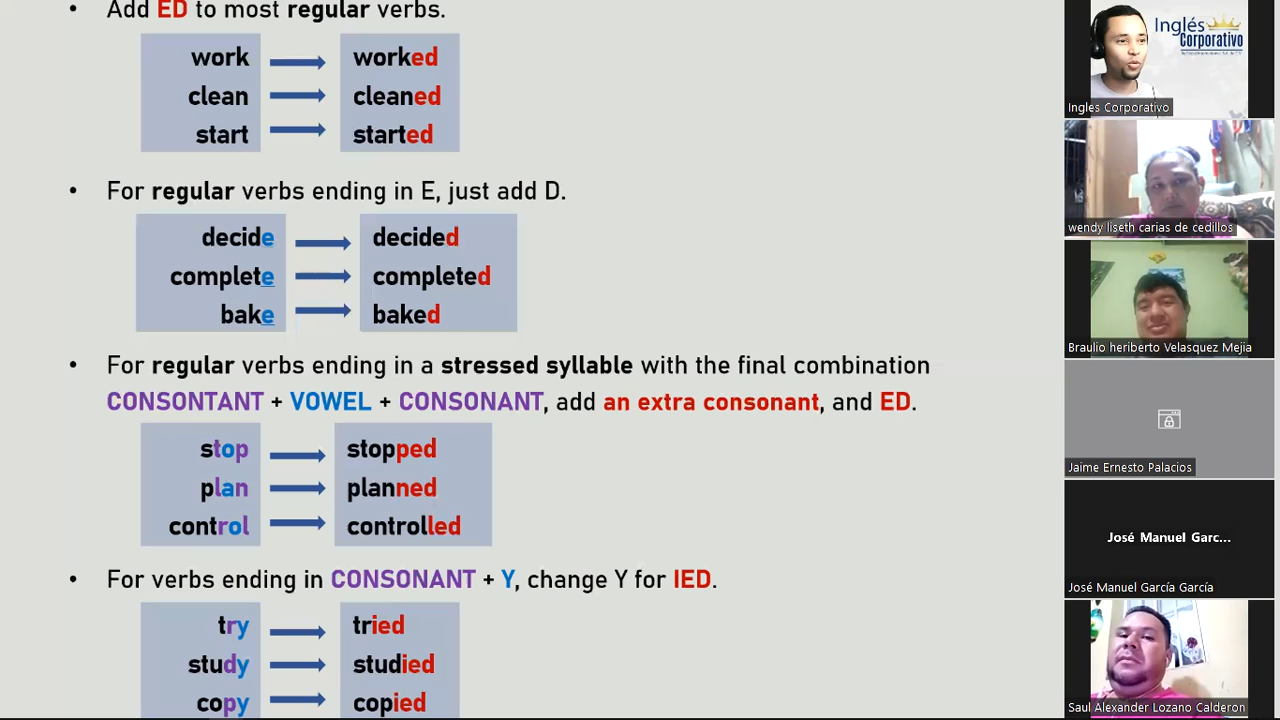 • Add ED to most regular verbs.
work worked
clean cleaned
start started
• For regular verbs ending in E, just add D.
decide decided
complete completed
bake baked
• For regular verbs ending in a stressed syllable with the final combination
CONSONTANT + VOWEL + CONSONANT, add an extra consonant, and ED.
stop stopped
plan planned
control controlled
• For verbs ending in CONSONANT + Y, change Y for IED.
try tried
study studied
copy copied
Inglés
Corporativo
Ingles Corporativo
wendy liseth carias de cedillos
Braulio heriberto Velasquez Mejia
Jaime Ernesto Palacios
José Manuel Garc...
José Manuel García García
Saul Alexander Lozano Calderon